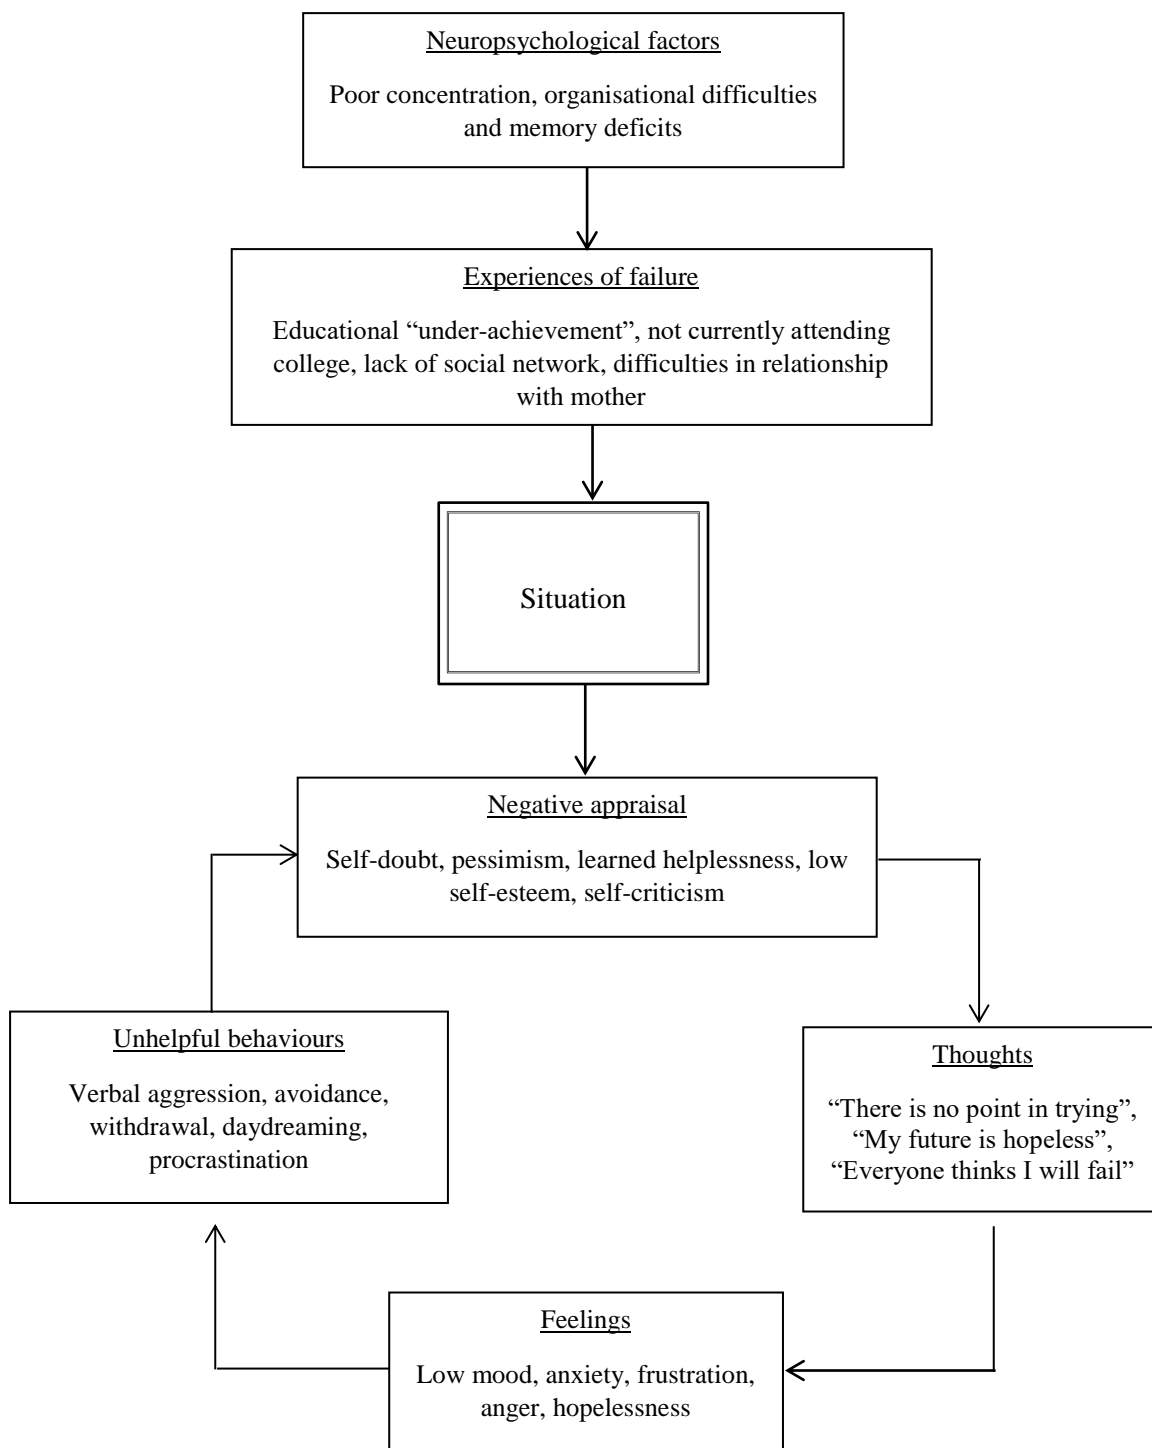 Neuropsychological factors
Poor concentration, organisational difficulties
and memory deficits
Experiences of failure
Educational “under-achievement”, not currently attending
college, lack of social network, difficulties in relationship
with mother
Situation
Negative appraisal
Self-doubt, pessimism, learned helplessness, low
self-esteem, self-criticism
Unhelpful behaviours
Verbal aggression, avoidance,
withdrawal, daydreaming,
procrastination
Thoughts
“There is no point in trying”,
“My future is hopeless”,
“Everyone thinks I will fail”
Feelings
Low mood, anxiety, frustration,
anger, hopelessness